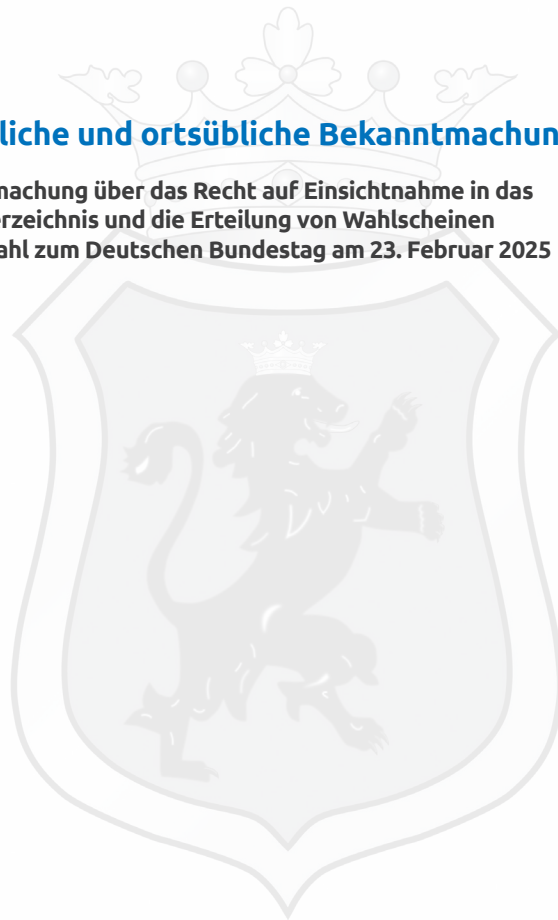 liche und ortsübliche Bekanntmachun
machung über das Recht auf Einsichtnahme in das
erzeichnis und die Erteilung von Wahlscheinen
ahl zum Deutschen Bundestag am 23. Februar 2025